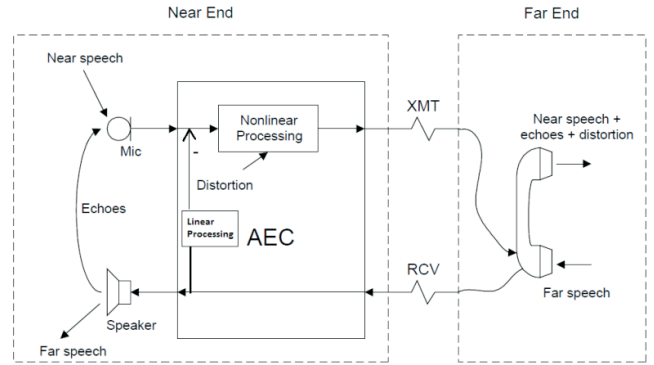 Near End
Far End
Near speech
XMT
Near speech +
echoes + distortion
Nonlinear
Processing
Mic
-
Distortion
Echoes
Linear
Processing
AEC
RCV
Far speech
Speaker
Far speech